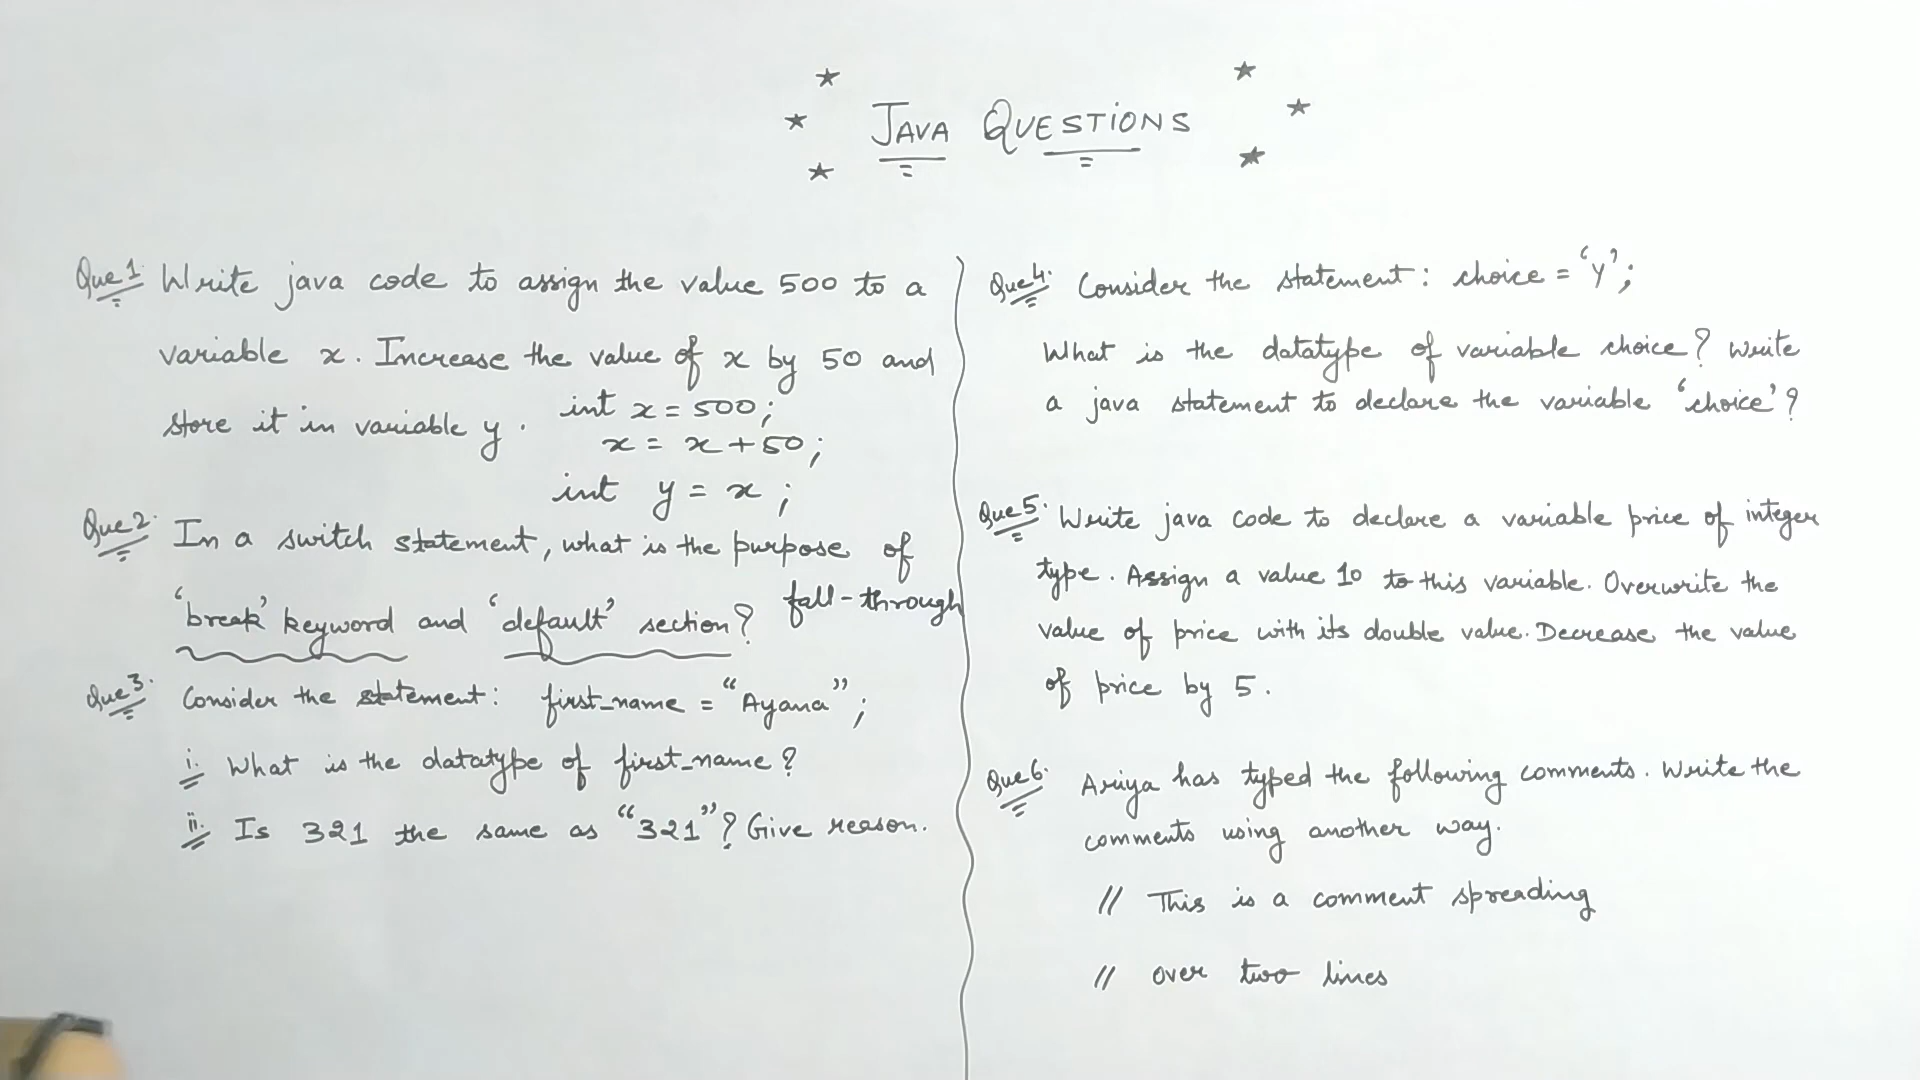 JAVA QUESTIONS
Que 1. Write java code to assign the value 500 to a
variable x. Increase the value of x by 50 and
store it in variable y.
int x = 500;
x = x + 50;
int y = x;
Que 2. In a switch statement, what is the purpose of
'break' keyword and 'default' section?
fall-through
Que 3. Consider the statement: first_name = "Ayana";
i. What is the datatype of first_name?
ii. Is 321 the same as "321"? Give reason.
Que 4. Consider the statement: choice = 'Y';
What is the datatype of variable choice? Write
a java statement to declare the variable 'choice'?
Que 5. Write java code to declare a variable price of integer
type. Assign a value 10 to this variable. Overwrite the
value of price with its double value. Decrease the value
of price by 5.
Que 6. Ariya has typed the following comments. Write the
comments using another way.
// This is a comment spreading
// over two lines